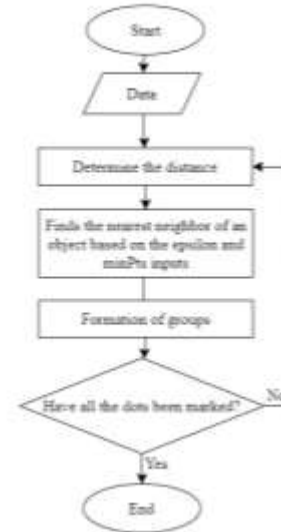 Start
Data
Determine the distance
Finds the nearest neighbor of an
object based on the epsilon and
minPts inputs
Formation of groups
Have all the dots been marked?
No
Yes
End